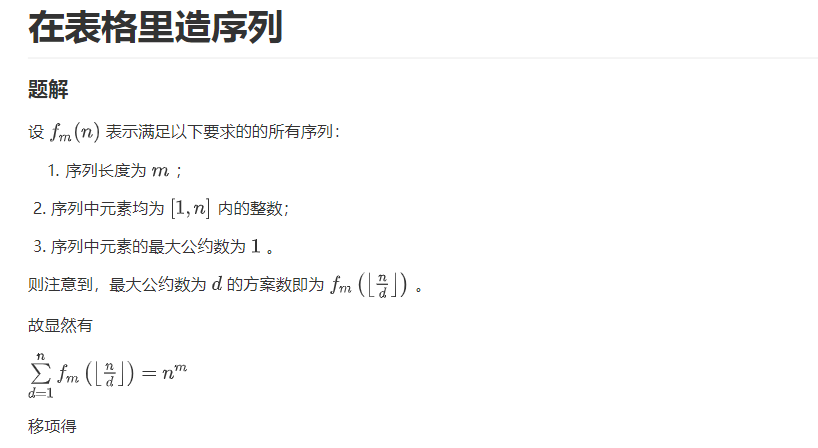 在表格里造序列
题解
设 $f_m(n)$ 表示满足以下要求的的所有序列：
1. 序列长度为 $m$ ；
2. 序列中元素均为 $[1, n]$ 内的整数；
3. 序列中元素的最大公约数为 $1$ 。
则注意到，最大公约数为 $d$ 的方案数即为 $f_m\left(\lfloor \frac{n}{d} \rfloor\right)$ 。
故显然有
$\sum_{d=1}^{n} f_m\left(\lfloor \frac{n}{d} \rfloor\right) = n^m$
移项得